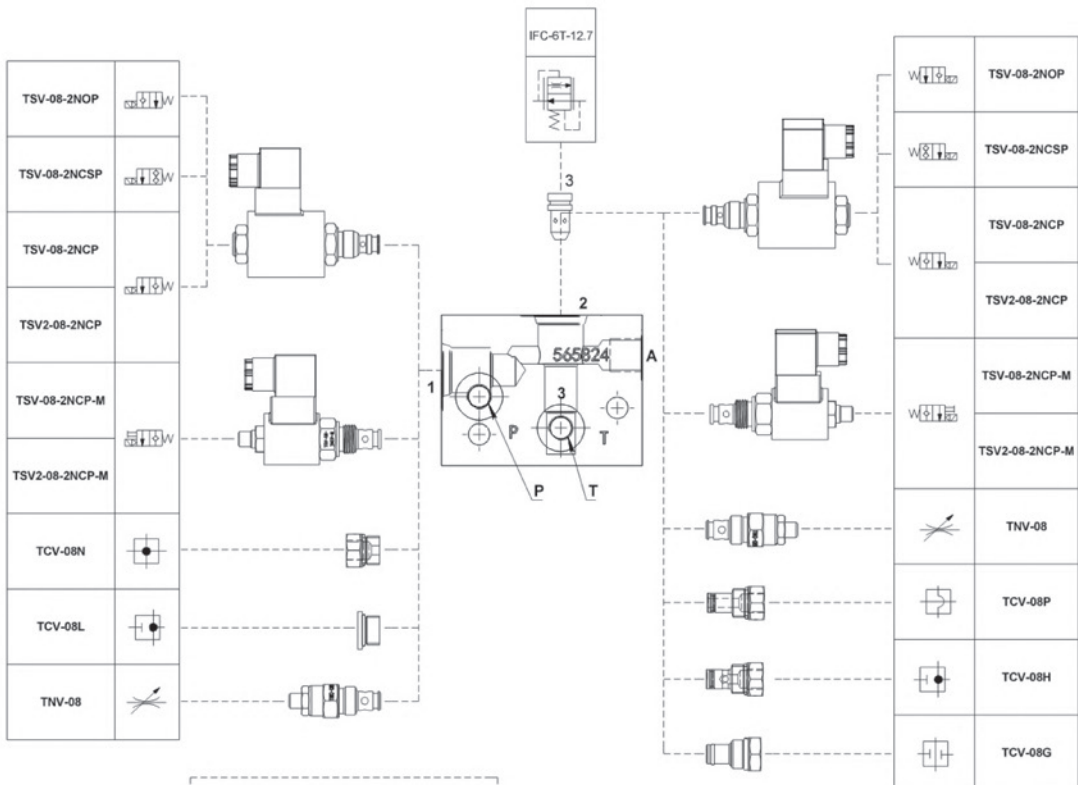 IFC-6T-12.7
TSV-08-2NOP
TSV-08-2NCSP
TSV-08-2NCP
TSV2-08-2NCP
TSV-08-2NCP-M
TSV2-08-2NCP-M
TCV-08N
TCV-08L
TNV-08
3
2
565824
A
1
3
P
T
P
T
TSV-08-2NOP
TSV-08-2NCSP
TSV-08-2NCP
TSV2-08-2NCP
TSV-08-2NCP-M
TSV2-08-2NCP-M
TNV-08
TCV-08P
TCV-08H
TCV-08G